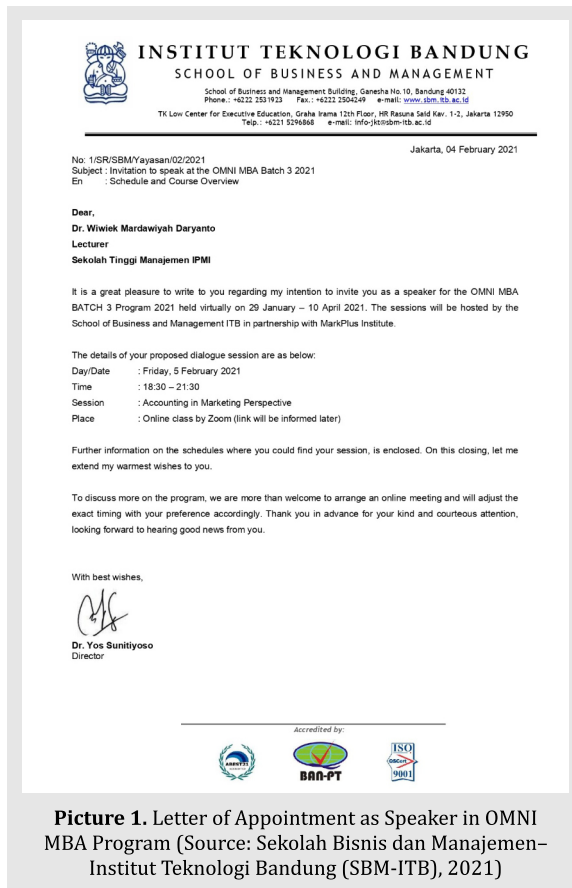 INSTITUT TEKNOLOGI BANDUNG
SCHOOL OF BUSINESS AND MANAGEMENT
School of Business and Management Building, Ganesha No.10, Bandung 40132
Phone.: +6222 2531923 Fax.: +6222 2504249 e-mail: www.sbm.itb.ac.id
TK Low Center for Executive Education, Graha Irama 12th Floor, HR Rasuna Said Kav. 1-2, Jakarta 12950
Telp.: +6221 5296868 e-mail: info-jkt@sbm-itb.ac.id
Jakarta, 04 February 2021
No: 1/SR/SBM/Yayasan/02/2021
Subject : Invitation to speak at the OMNI MBA Batch 3 2021
En : Schedule and Course Overview
Dear,
Dr. Wiwiek Mardawiyah Daryanto
Lecturer
Sekolah Tinggi Manajemen IPMI
It is a great pleasure to write to you regarding my intention to invite you as a speaker for the OMNI MBA
BATCH 3 Program 2021 held virtually on 29 January – 10 April 2021. The sessions will be hosted by the
School of Business and Management ITB in partnership with MarkPlus Institute.
The details of your proposed dialogue session are as below:
Day/Date : Friday, 5 February 2021
Time : 18:30 – 21:30
Session : Accounting in Marketing Perspective
Place : Online class by Zoom (link will be informed later)
Further information on the schedules where you could find your session, is enclosed. On this closing, let me
extend my warmest wishes to you.
To discuss more on the program, we are more than welcome to arrange an online meeting and will adjust the
exact timing with your preference accordingly. Thank you in advance for your kind and courteous attention,
looking forward to hearing good news from you.
With best wishes,
Dr. Yos Sunitiyoso
Director
Accredited by:
BAN-PT
ISO
9001
Picture 1. Letter of Appointment as Speaker in OMNI
MBA Program (Source: Sekolah Bisnis dan Manajemen–
Institut Teknologi Bandung (SBM-ITB), 2021)